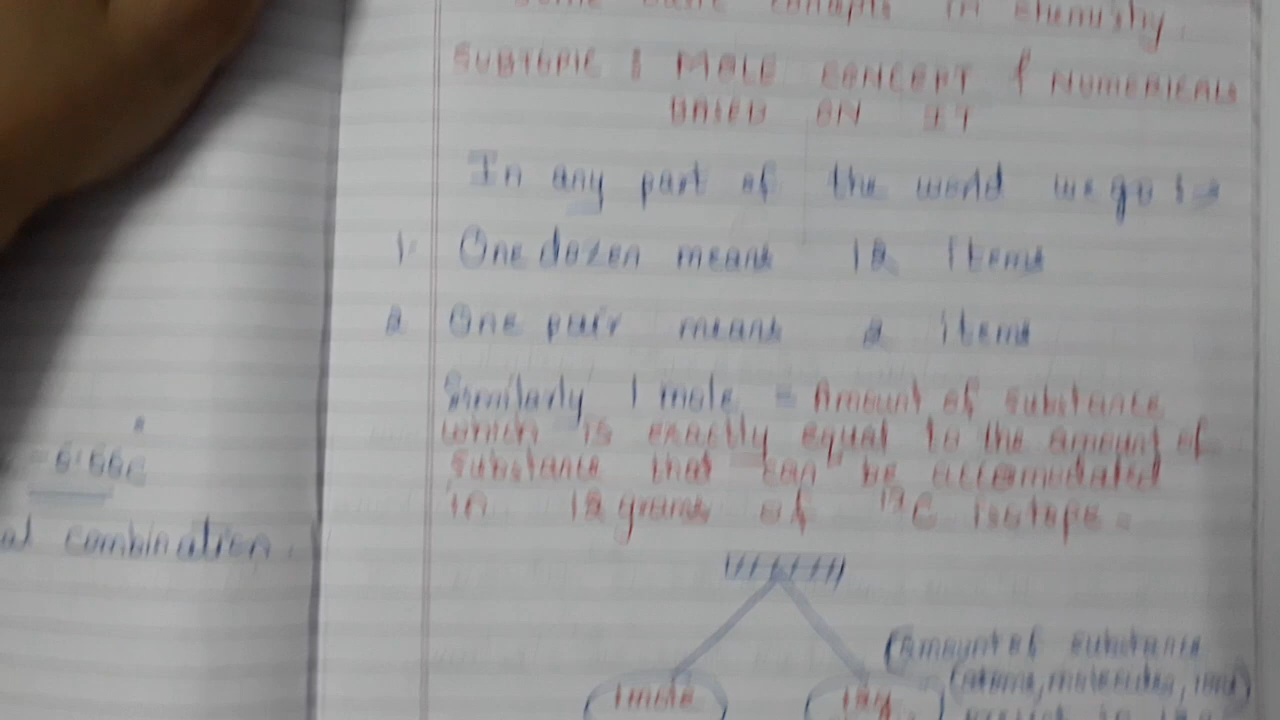 Some basic concepts in chemistry.
SUBTOPIC : MOLE CONCEPT & NUMERICALS
BASED ON IT
In any part of the world we go :-
1. One dozen means 12 items
2 One pair means 2 items
Similarly 1 mole = Amount of substance
which is exactly equal to the amount of
substance that can be accomodated
in 12 grams of 12C isotope =
1 mole
(Amount of substance
(atoms, molecules, ions)
6.666
al combination.